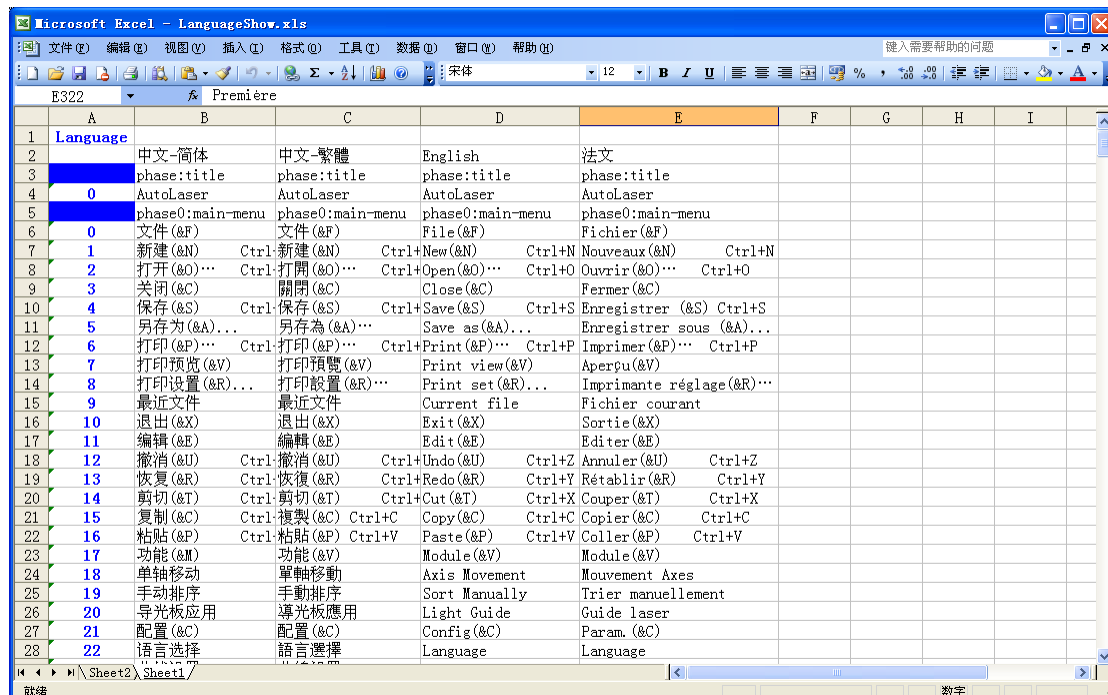 Microsoft Excel - LanguageShow.xls
文件(F) 编辑(E) 视图(V) 插入(I) 格式(O) 工具(T) 数据(D) 窗口(W) 帮助(H) 键入需要帮助的问题
宋体 12 B I U % , A
E322 fx Première
A B C D E F G H I
1 Language
2 中文-简体 中文-繁體 English 法文
3 phase:title phase:title phase:title phase:title
4 0 AutoLaser AutoLaser AutoLaser AutoLaser
5 phase0:main-menu phase0:main-menu phase0:main-menu phase0:main-menu
6 0 文件(&F) 文件(&F) File(&F) Fichier(&F)
7 1 新建(&N) Ctrl 新建(&N) Ctrl+ New(&N) Ctrl+N Nouveaux(&N) Ctrl+N
8 2 打开(&O)… Ctrl 打開(&O)… Ctrl+ Open(&O)… Ctrl+O Ouvrir(&O)… Ctrl+O
9 3 关闭(&C) 關閉(&C) Close(&C) Fermer(&C)
10 4 保存(&S) Ctrl 保存(&S) Ctrl+ Save(&S) Ctrl+S Enregistrer (&S) Ctrl+S
11 5 另存为(&A)... 另存為(&A)… Save as(&A)... Enregistrer sous (&A)...
12 6 打印(&P)… Ctrl 打印(&P)… Ctrl+ Print(&P)… Ctrl+P Imprimer(&P)… Ctrl+P
13 7 打印预览(&V) 打印預覽(&V) Print view(&V) Aperçu(&V)
14 8 打印设置(&R)... 打印設置(&R)… Print set(&R)... Imprimante réglage(&R)…
15 9 最近文件 最近文件 Current file Fichier courant
16 10 退出(&X) 退出(&X) Exit(&X) Sortie(&X)
17 11 编辑(&E) 編輯(&E) Edit(&E) Editer(&E)
18 12 撤消(&U) Ctrl 撤消(&U) Ctrl+ Undo(&U) Ctrl+Z Annuler(&U) Ctrl+Z
19 13 恢复(&R) Ctrl 恢復(&R) Ctrl+ Redo(&R) Ctrl+Y Rétablir(&R) Ctrl+Y
20 14 剪切(&T) Ctrl 剪切(&T) Ctrl+ Cut(&T) Ctrl+X Couper(&T) Ctrl+X
21 15 复制(&C) Ctrl 複製(&C) Ctrl+C Copy(&C) Ctrl+C Copier(&C) Ctrl+C
22 16 粘贴(&P) Ctrl 粘貼(&P) Ctrl+V Paste(&P) Ctrl+V Coller(&P) Ctrl+V
23 17 功能(&M) 功能(&V) Module(&V) Module(&V)
24 18 单轴移动 單軸移動 Axis Movement Mouvement Axes
25 19 手动排序 手動排序 Sort Manually Trier manuellement
26 20 导光板应用 導光板應用 Light Guide Guide laser
27 21 配置(&C) 配置(&C) Config(&C) Param.(&C)
28 22 语言选择 語言選擇 Language Language
Sheet2 Sheet1
就绪 数字